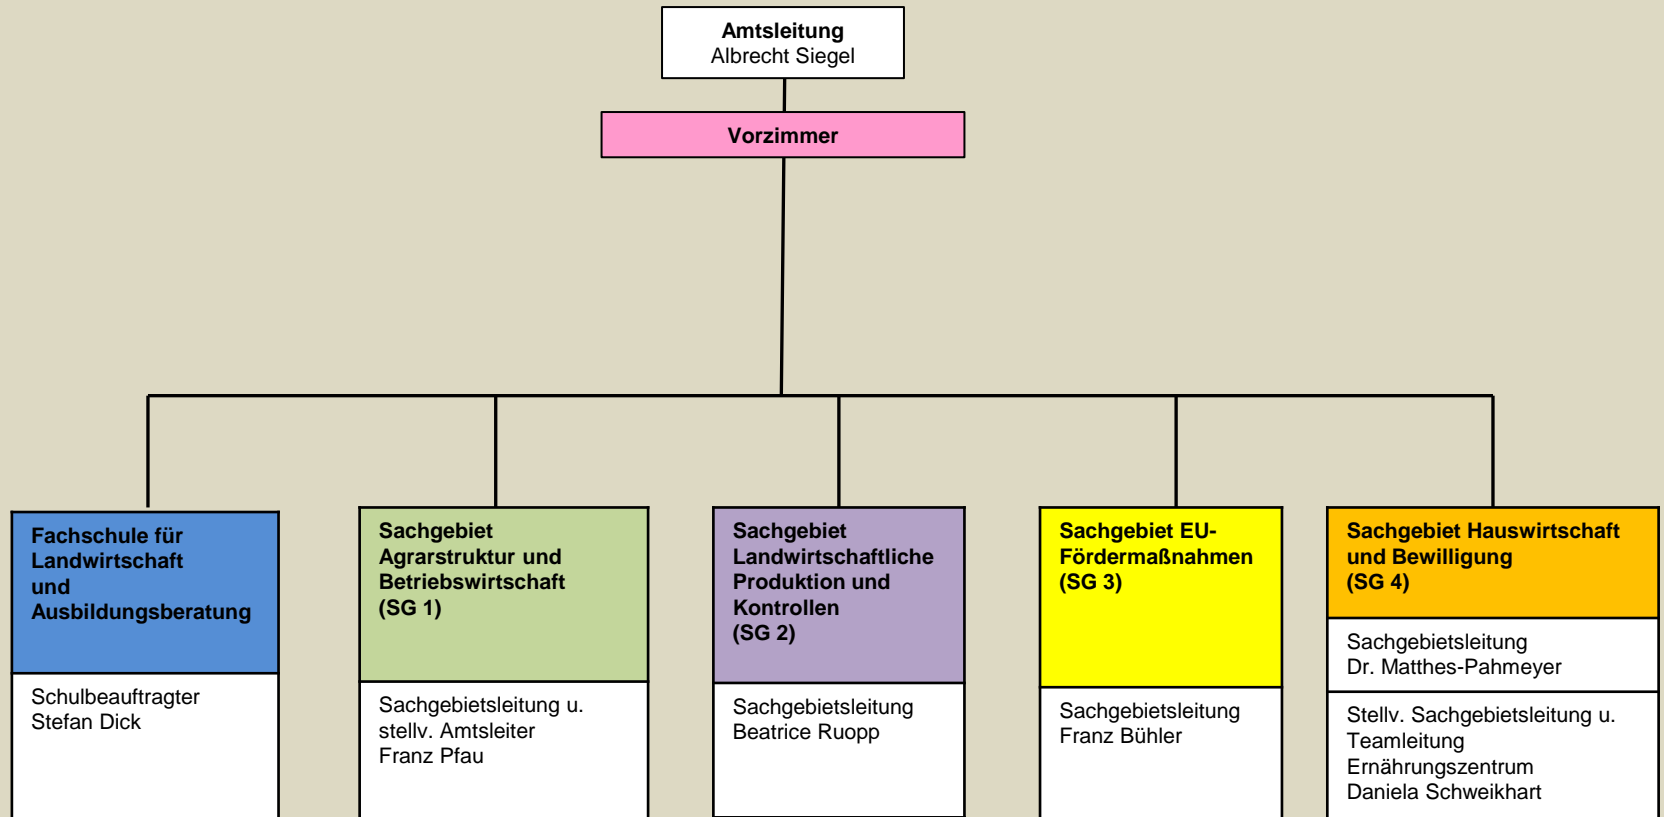 Amtsleitung
Albrecht Siegel
Vorzimmer
Fachschule für
Landwirtschaft
und
Ausbildungsberatung
Schulbeauftragter
Stefan Dick
Sachgebiet
Agrarstruktur und
Betriebswirtschaft
(SG 1)
Sachgebietsleitung u.
stellv. Amtsleiter
Franz Pfau
Sachgebiet
Landwirtschaftliche
Produktion und
Kontrollen
(SG 2)
Sachgebietsleitung
Beatrice Ruopp
Sachgebiet EU-
Fördermaßnahmen
(SG 3)
Sachgebietsleitung
Franz Bühler
Sachgebiet Hauswirtschaft
und Bewilligung
(SG 4)
Sachgebietsleitung
Dr. Matthes-Pahmeyer
Stellv. Sachgebietsleitung u.
Teamleitung
Ernährungszentrum
Daniela Schweikhart